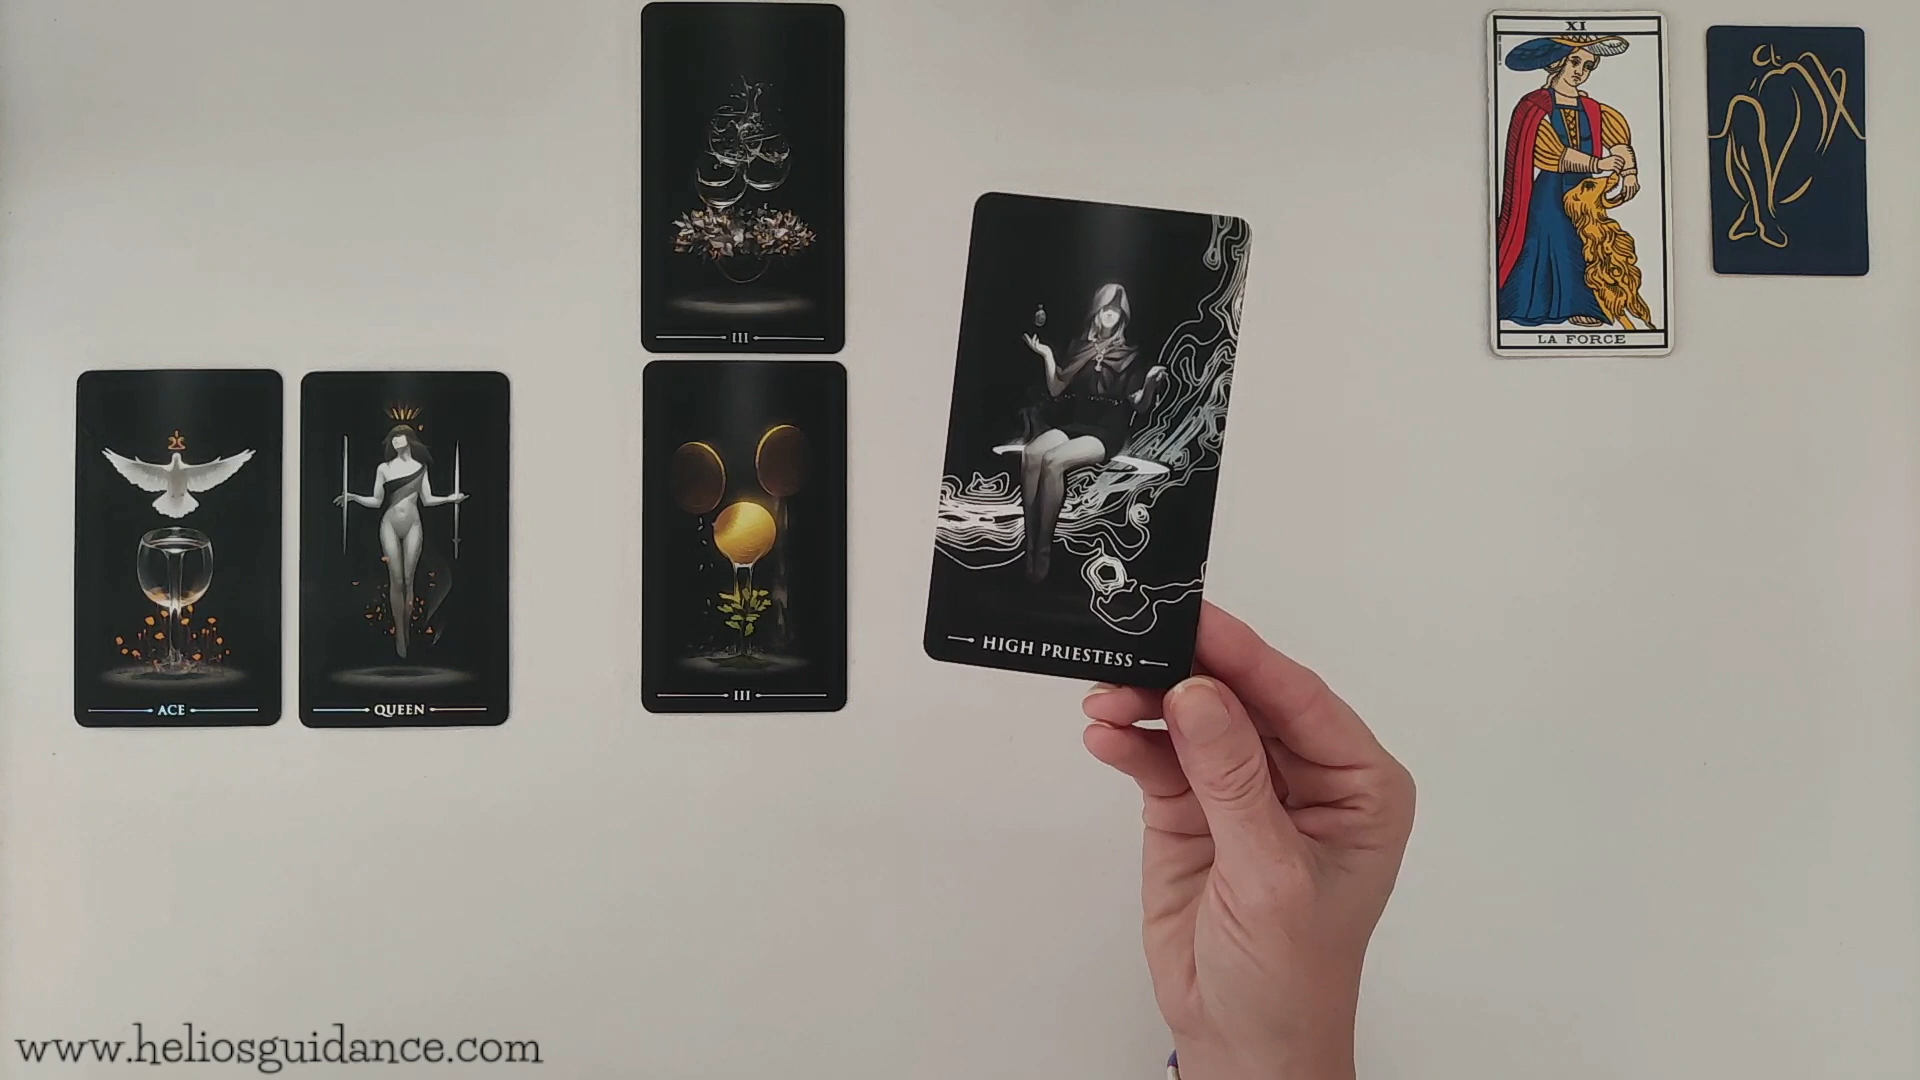 III
XI
LA FORCE
ACE
QUEEN
III
HIGH PRIESTESS
www.heliosguidance.com